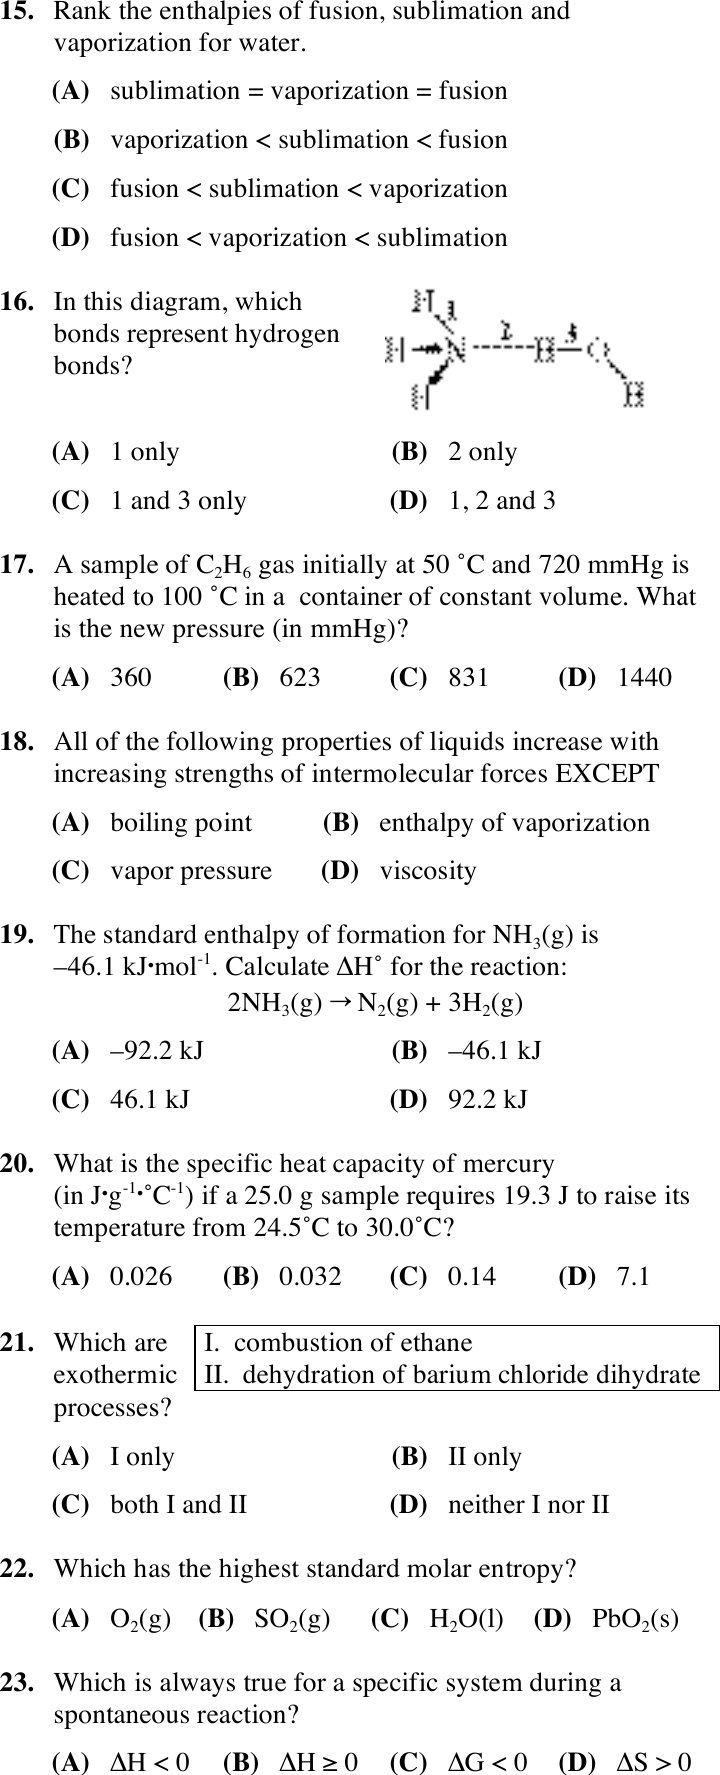 15. Rank the enthalpies of fusion, sublimation and
vaporization for water.
(A) sublimation = vaporization = fusion
(B) vaporization < sublimation < fusion
(C) fusion < sublimation < vaporization
(D) fusion < vaporization < sublimation
16. In this diagram, which
bonds represent hydrogen
bonds?
H 1
H N 2 H 3 O
H H
(A) 1 only (B) 2 only
(C) 1 and 3 only (D) 1, 2 and 3
17. A sample of C₂H₆ gas initially at 50 ˚C and 720 mmHg is
heated to 100 ˚C in a container of constant volume. What
is the new pressure (in mmHg)?
(A) 360 (B) 623 (C) 831 (D) 1440
18. All of the following properties of liquids increase with
increasing strengths of intermolecular forces EXCEPT
(A) boiling point (B) enthalpy of vaporization
(C) vapor pressure (D) viscosity
19. The standard enthalpy of formation for NH₃(g) is
–46.1 kJ•mol⁻¹. Calculate ΔH˚ for the reaction:
2NH₃(g) → N₂(g) + 3H₂(g)
(A) –92.2 kJ (B) –46.1 kJ
(C) 46.1 kJ (D) 92.2 kJ
20. What is the specific heat capacity of mercury
(in J•g⁻¹•˚C⁻¹) if a 25.0 g sample requires 19.3 J to raise its
temperature from 24.5˚C to 30.0˚C?
(A) 0.026 (B) 0.032 (C) 0.14 (D) 7.1
21. Which are I. combustion of ethane
exothermic II. dehydration of barium chloride dihydrate
processes?
(A) I only (B) II only
(C) both I and II (D) neither I nor II
22. Which has the highest standard molar entropy?
(A) O₂(g) (B) SO₂(g) (C) H₂O(l) (D) PbO₂(s)
23. Which is always true for a specific system during a
spontaneous reaction?
(A) ΔH < 0 (B) ΔH ≥ 0 (C) ΔG < 0 (D) ΔS > 0